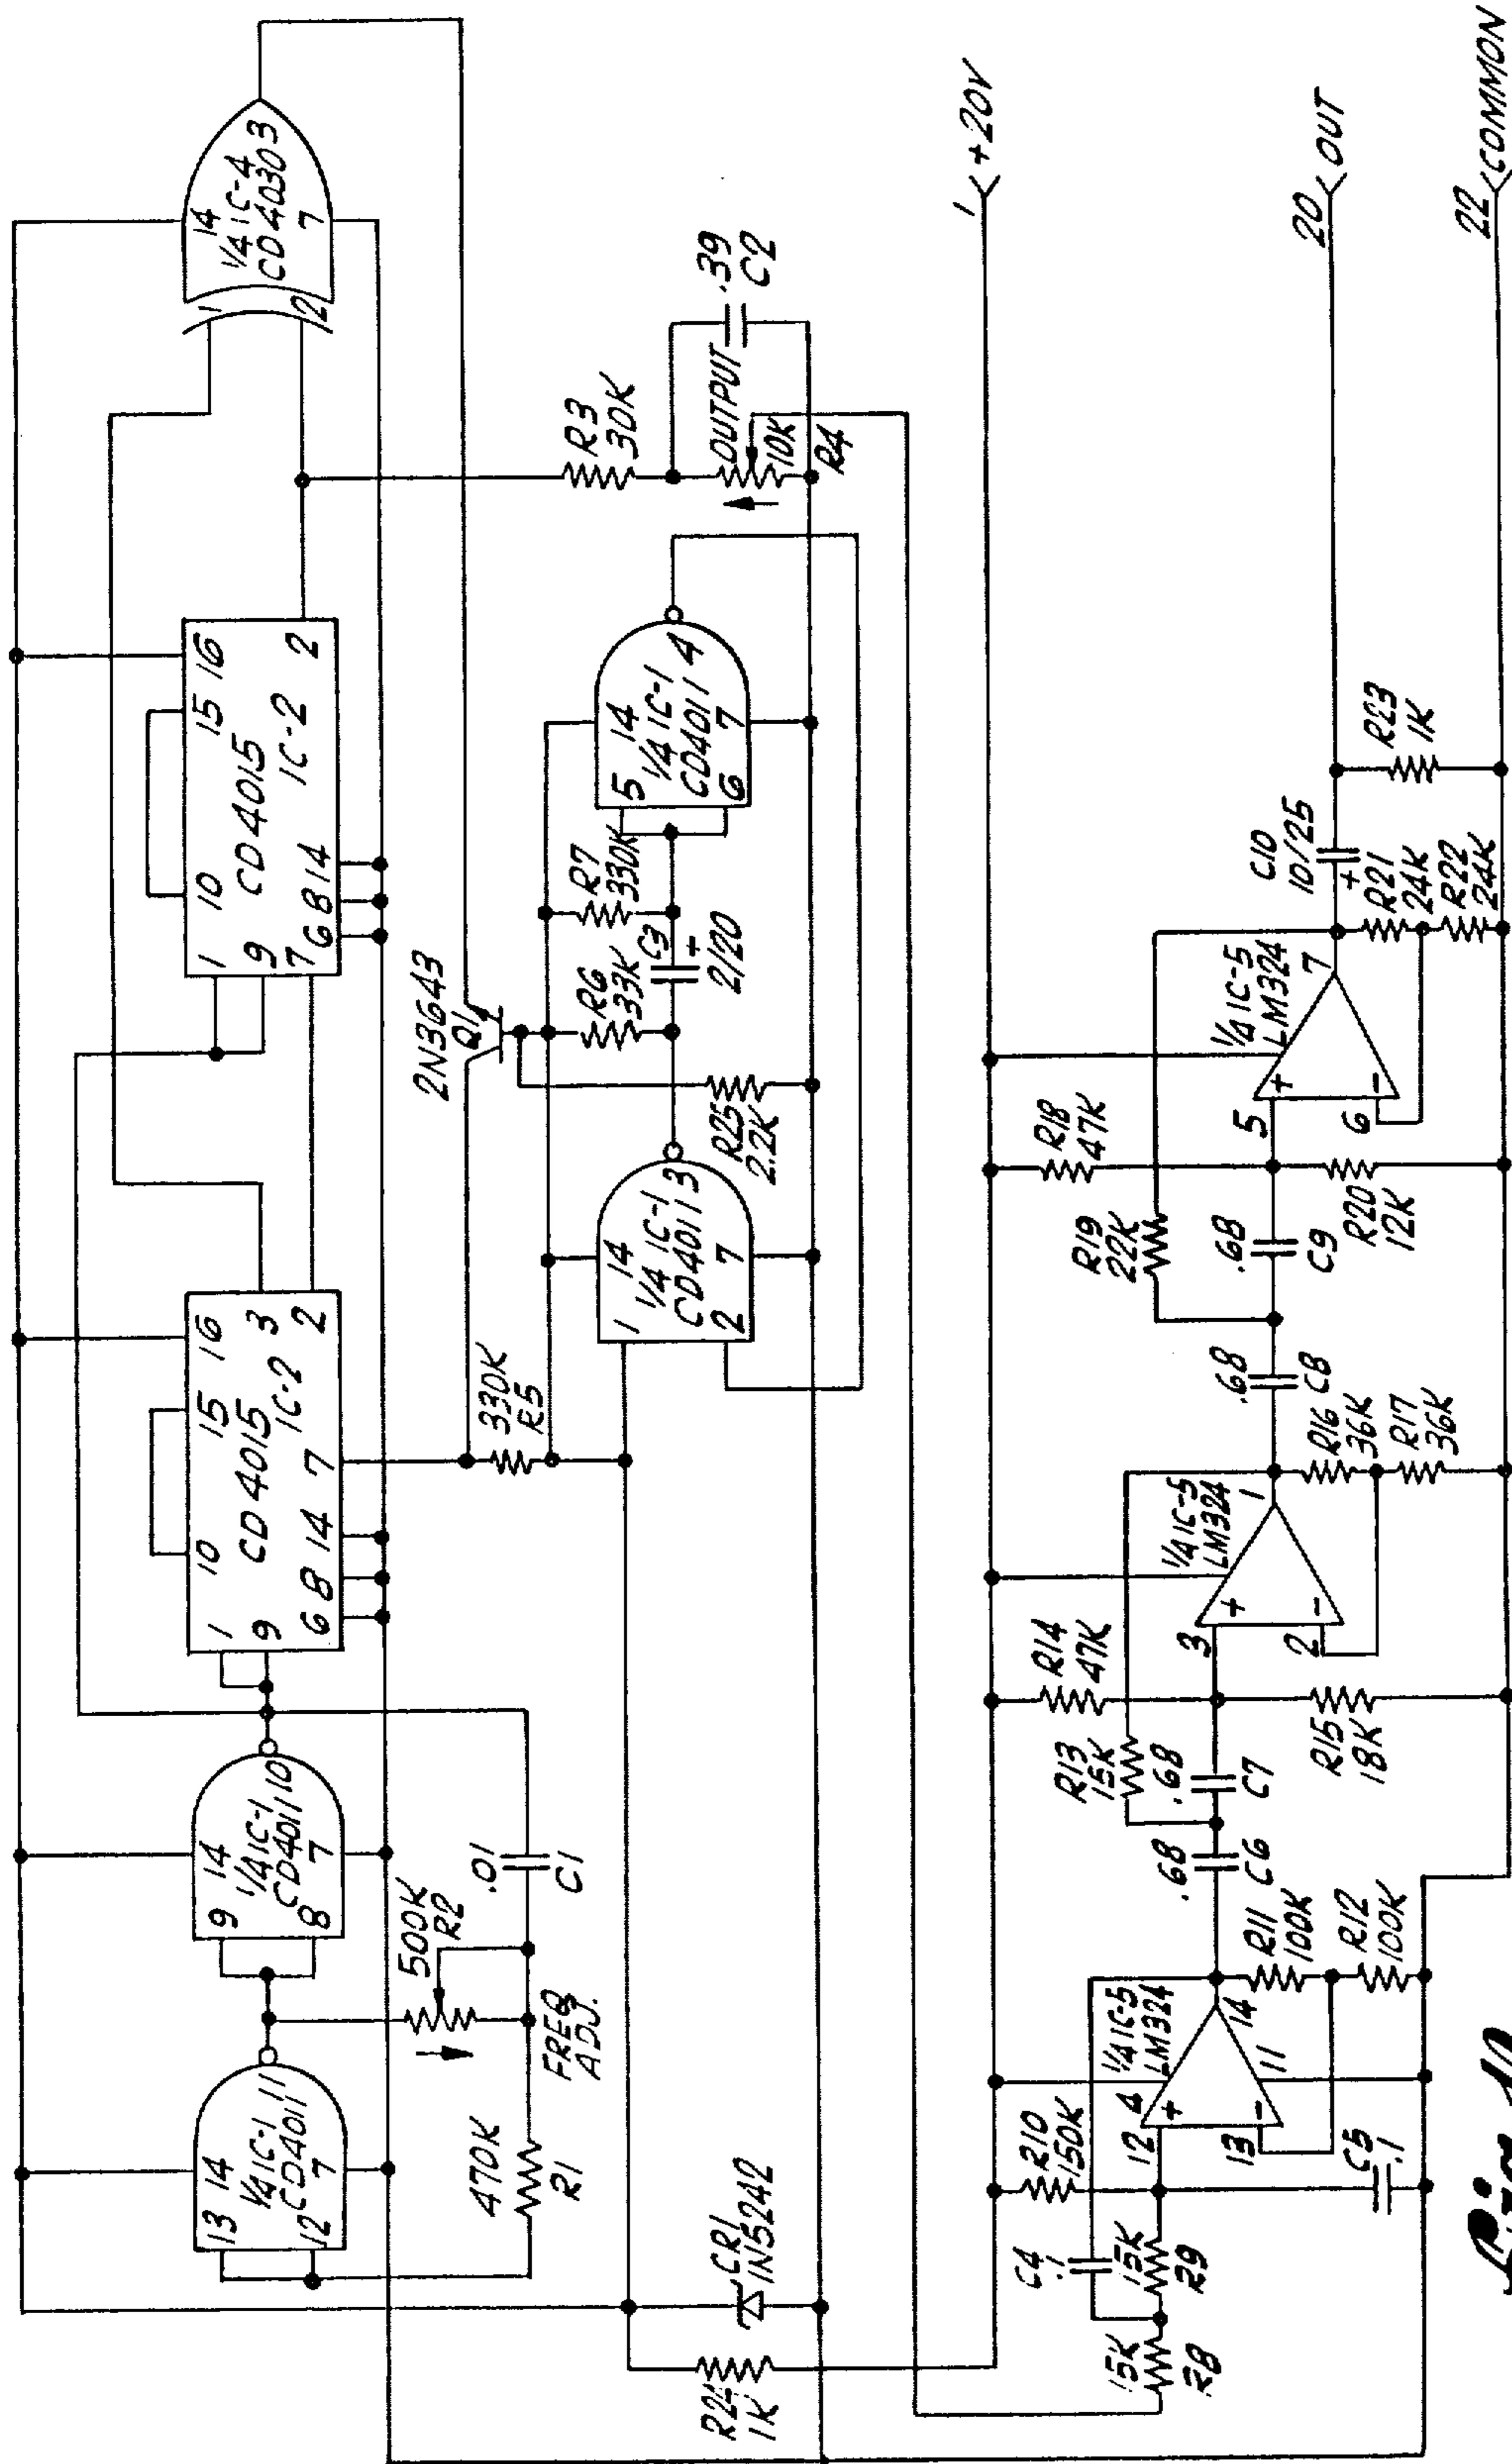 13
14
1/4 IC-1
CD4011
11
12
7
9
14
1/4 IC-1
CD4011
10
8
7
470K
R1
FREQ
ADJ.
500K
R2
.01
C1
1
9
10
15
16
CD4015
IC-2
3
2
6
8
14
7
1
9
7
10
15
16
CD4015
IC-2
2
6
8
14
1
2
14
1/4 IC-4
CD4030
3
7
330K
R5
2N3643
Q1
1
14
1/4 IC-1
CD4011
3
2
7
R25
2.2K
R6
33K
R7
330K
C3
+
2/20
5
14
1/4 IC-1
CD4011
4
6
7
R3
30K
OUTPUT
10K
R4
.39
C2
CR1
1N5242
R24
1K
1
+20V
15K
R8
C4
.1
15K
R9
R10
150K
12
4
+
1/4 IC-5
LM324
14
13
-
11
C5
.1
R11
100K
R12
100K
.68
C6
R13
15K
.68
C7
R14
47K
R15
18K
3
+
1/4 IC-5
LM324
1
2
-
R16
36K
R17
36K
.68
C8
R19
22K
.68
C9
R18
47K
R20
12K
5
+
1/4 IC-5
LM324
7
6
-
C10
10/25
+
R21
24K
R22
24K
R23
1K
20
OUT
22
COMMON